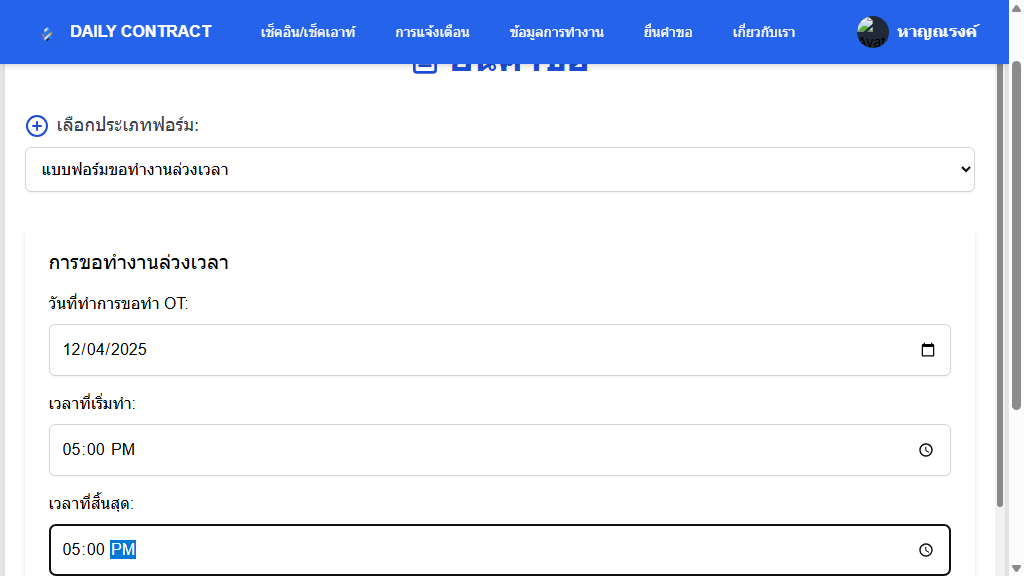 DAILY CONTRACT
เช็คอิน/เช็คเอาท์
การแจ้งเตือน
ข้อมูลการทำงาน
ยื่นคำขอ
เกี่ยวกับเรา
หาญณรงค์
เลือกประเภทฟอร์ม:
แบบฟอร์มขอทำงานล่วงเวลา
การขอทำงานล่วงเวลา
วันที่ทำการขอทำ OT:
12/04/2025
เวลาที่เริ่มทำ:
05:00 PM
เวลาที่สิ้นสุด:
05:00 PM